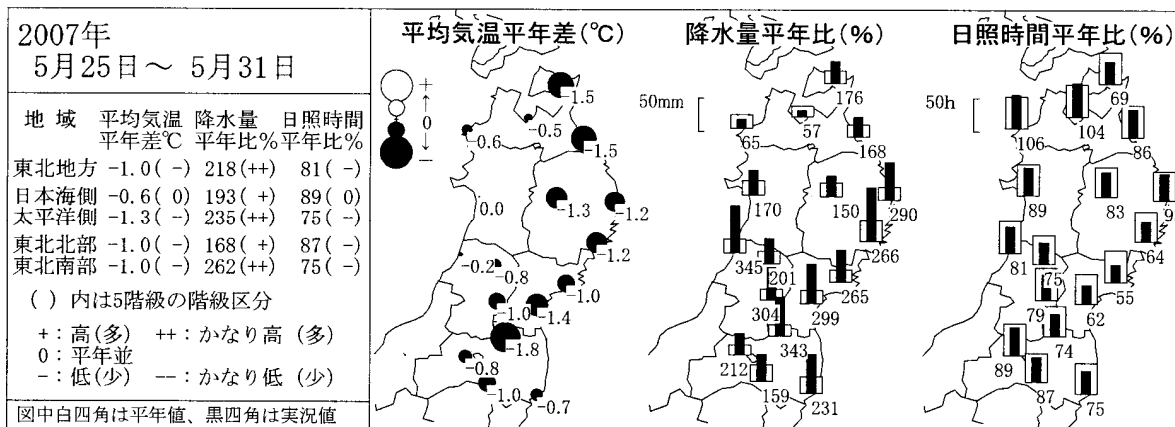 2007年
5月25日～ 5月31日
地 域 平均気温 降水量 日照時間
平年差℃ 平年比% 平年比%
東北地方 -1.0( -) 218(++) 81( -)
日本海側 -0.6( 0) 193( +) 89( 0)
太平洋側 -1.3( -) 235(++) 75( -)
東北北部 -1.0( -) 168( +) 87( -)
東北南部 -1.0( -) 262(++) 75( -)
( ) 内は5階級の階級区分
+：高(多) ++：かなり高 (多)
0：平年並
-：低(少) --：かなり低 (少)
図中白四角は平年値、黒四角は実況値
平均気温平年差(℃)
+
↑
0
↓
-
-1.5
-0.5
-0.6
-1.5
0.0
-1.3
-1.2
-1.2
-0.2
-0.8
-1.0
-1.0
-1.4
-1.8
-0.8
-1.0
-0.7
降水量平年比(%)
50mm
176
57
65
168
170
150
290
266
345
201
265
304
299
343
212
159
231
日照時間平年比(%)
50h
69
104
106
86
89
83
64
81
75
55
79
62
74
89
87
75